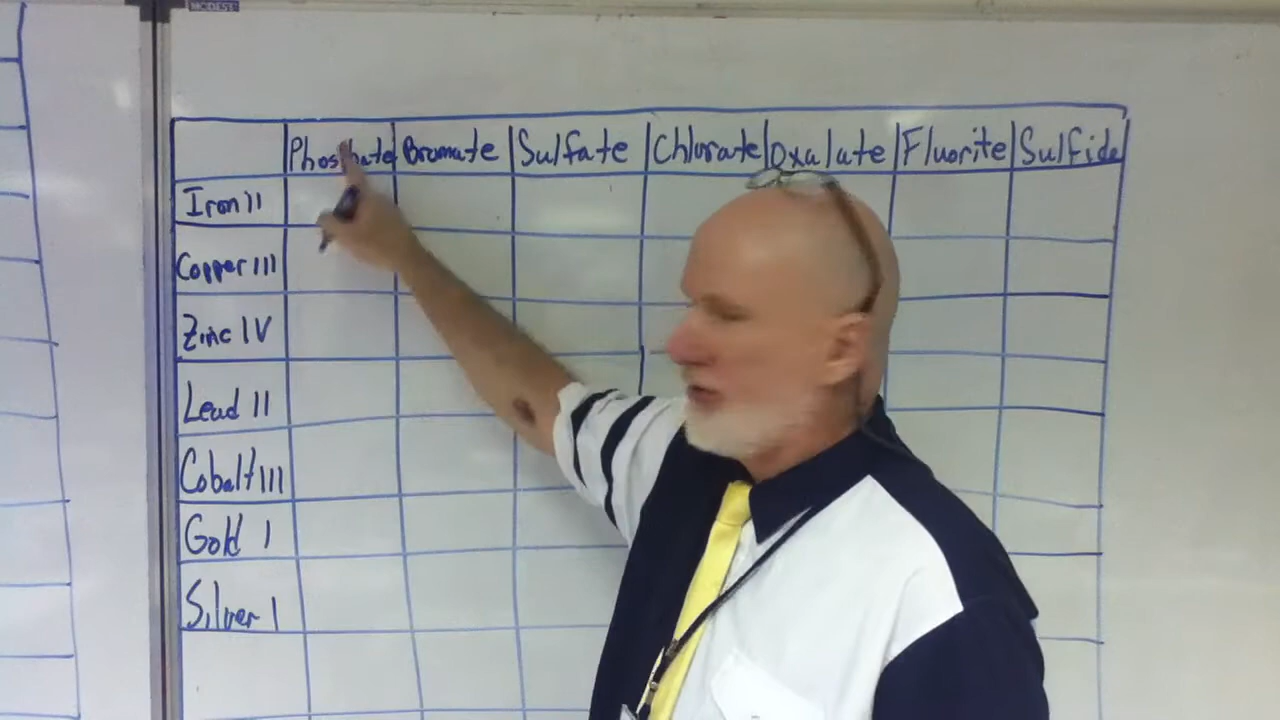 MODEST
Phosphate Bromate Sulfate Chlorate Oxalate Fluorite Sulfide
Iron II
Copper III
Zinc IV
Lead II
Cobalt III
Gold I
Silver I